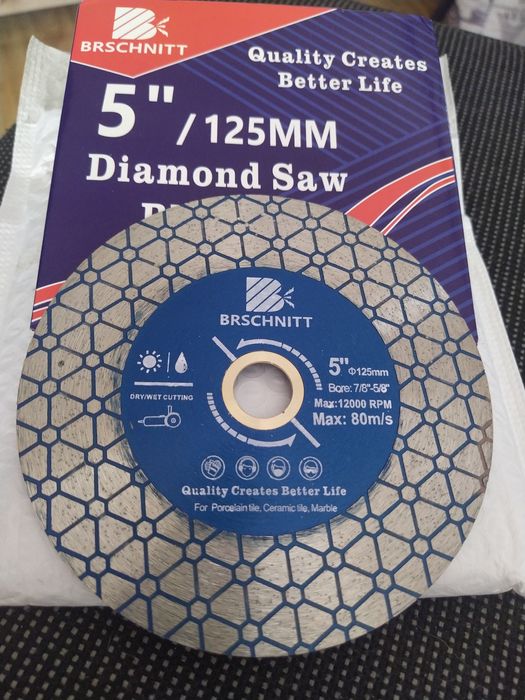 BRSCHNITT
Quality Creates
Better Life
5" / 125MM
Diamond Saw
BRSCHNITT
5" Φ125mm
Bore: 7/8"-5/8"
Max:12000 RPM
Max: 80m/s
DRY/WET CUTTING
Quality Creates Better Life
For Porcelain tile, Ceramic tile, Marble